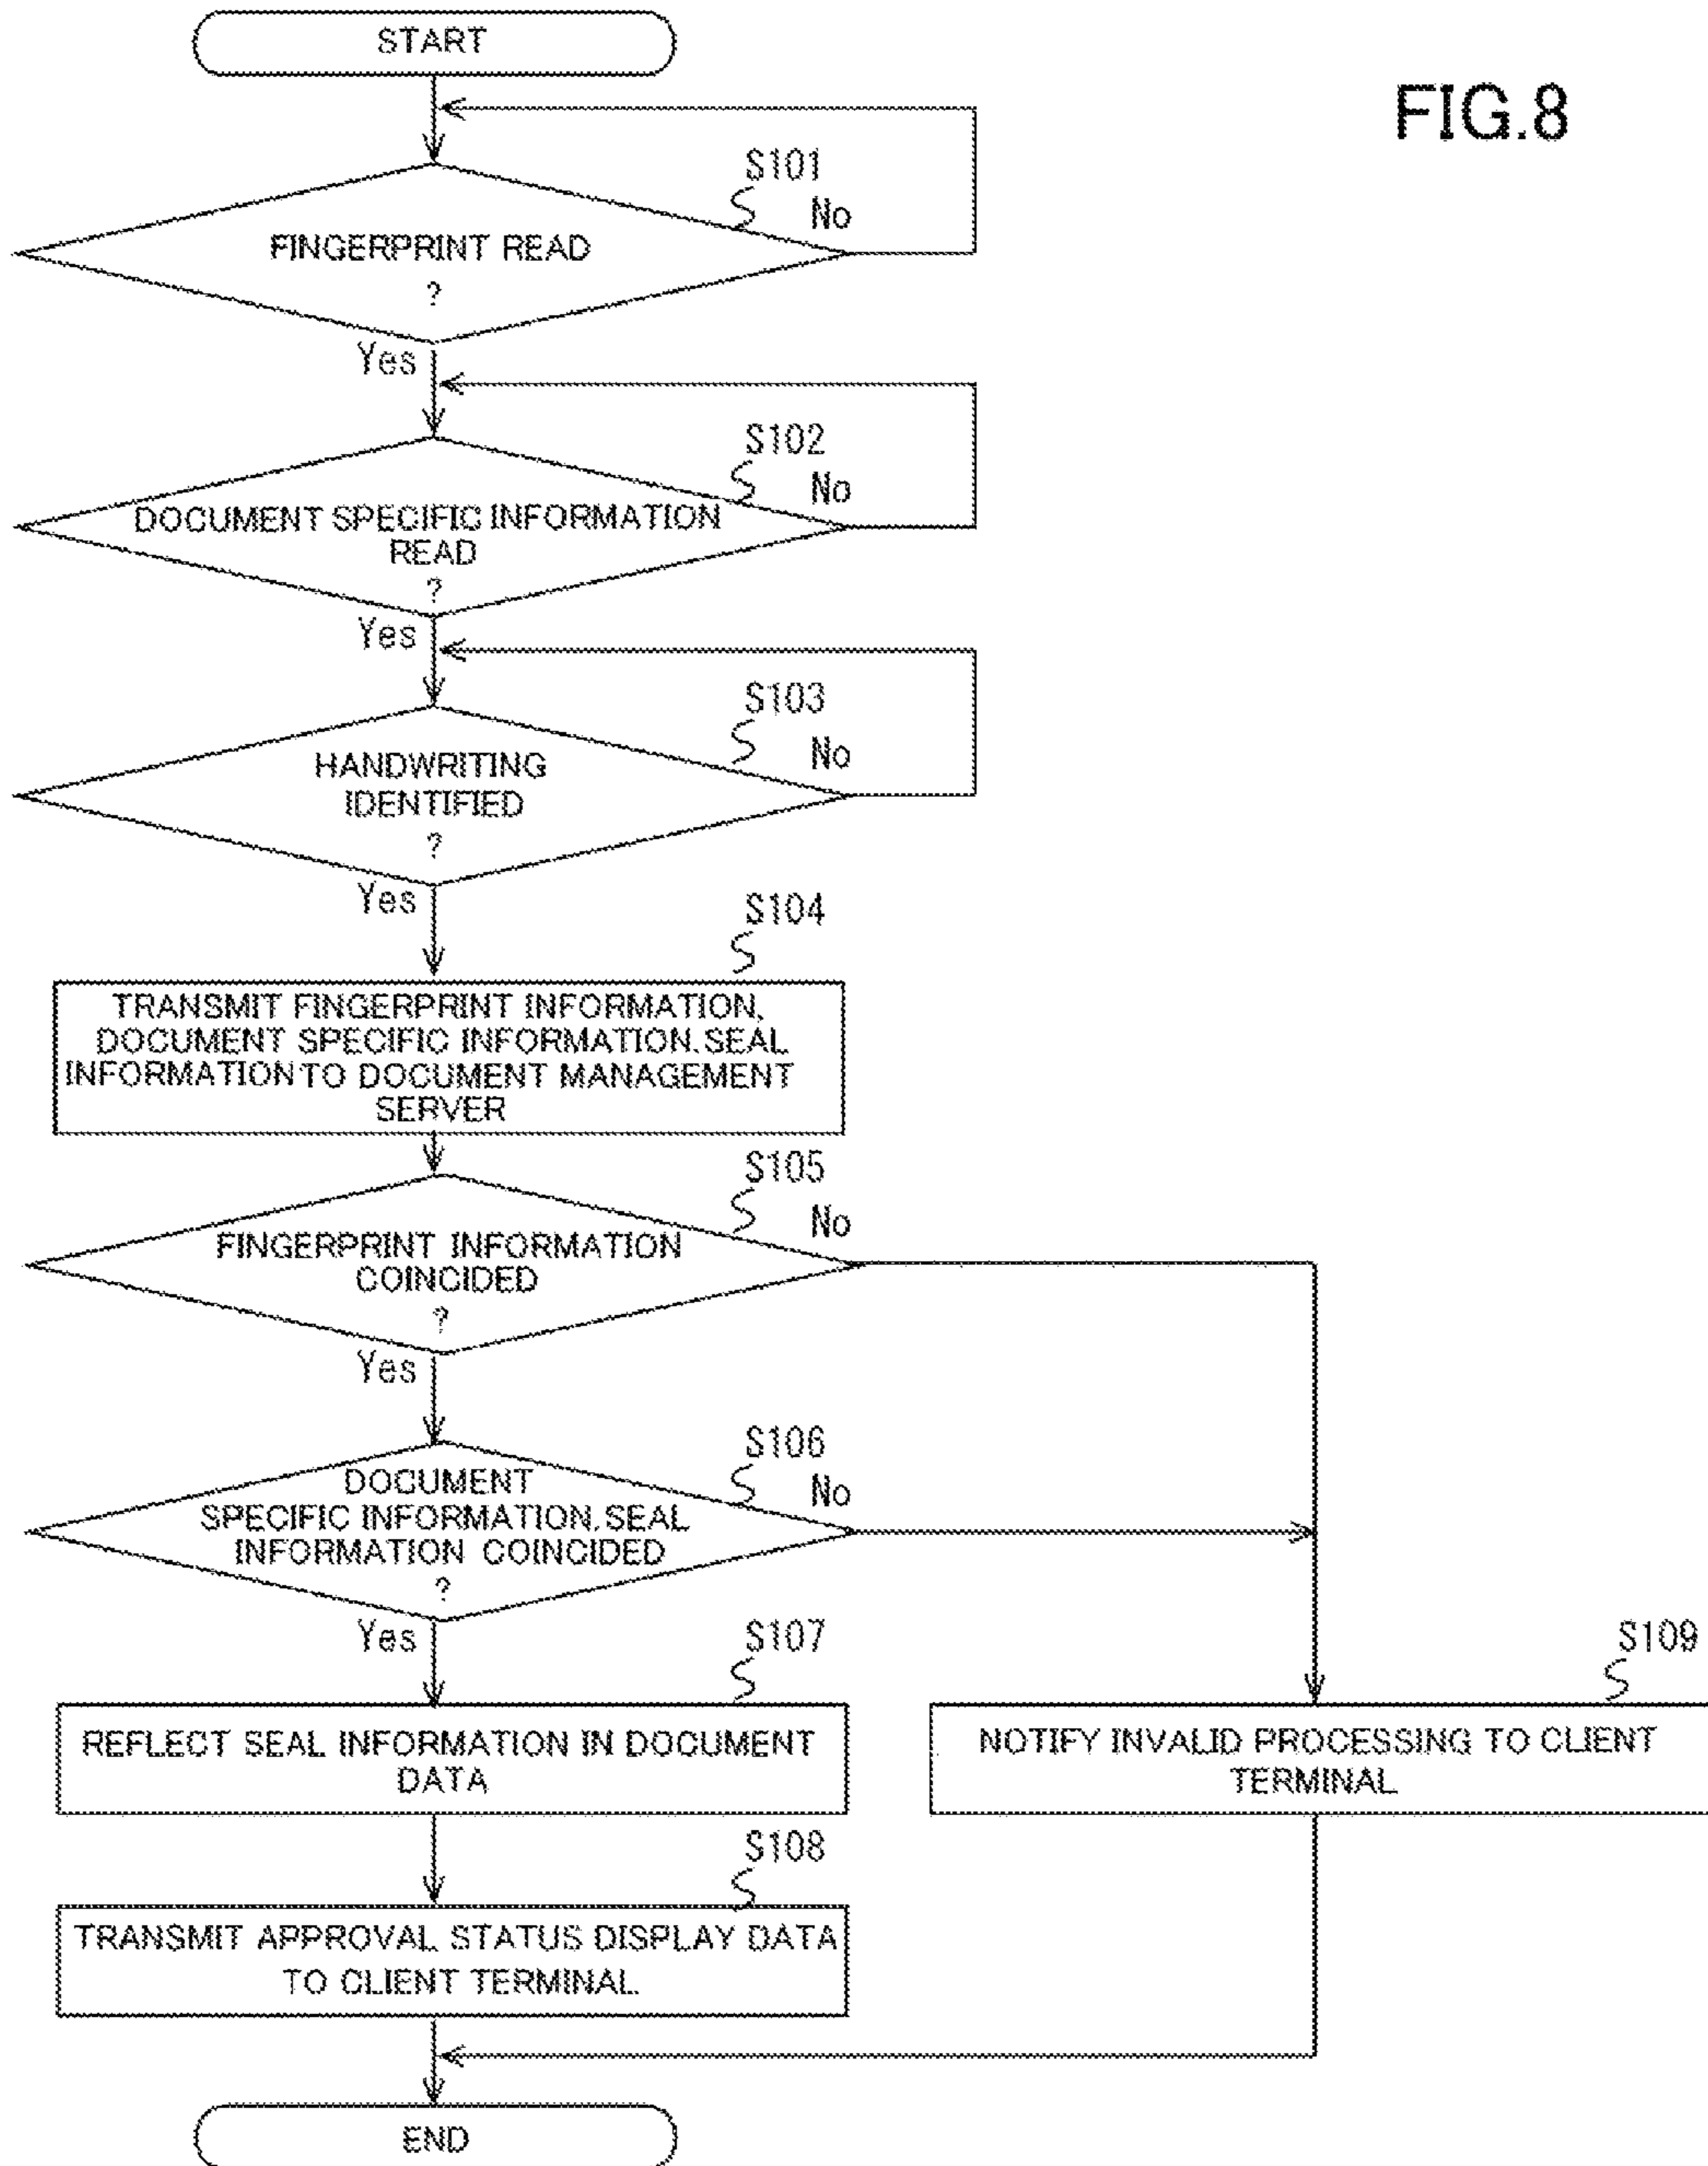 START
FIG.8
S101
No
FINGERPRINT READ
?
Yes
S102
No
DOCUMENT SPECIFIC INFORMATION
READ
?
Yes
S103
No
HANDWRITING
IDENTIFIED
?
Yes
S104
TRANSMIT FINGERPRINT INFORMATION,
DOCUMENT SPECIFIC INFORMATION, SEAL
INFORMATION TO DOCUMENT MANAGEMENT
SERVER
S105
No
FINGERPRINT INFORMATION
COINCIDED
?
Yes
S106
No
DOCUMENT
SPECIFIC INFORMATION, SEAL
INFORMATION COINCIDED
?
Yes
S107
REFLECT SEAL INFORMATION IN DOCUMENT
DATA
S109
NOTIFY INVALID PROCESSING TO CLIENT
TERMINAL
S108
TRANSMIT APPROVAL STATUS DISPLAY DATA
TO CLIENT TERMINAL
END